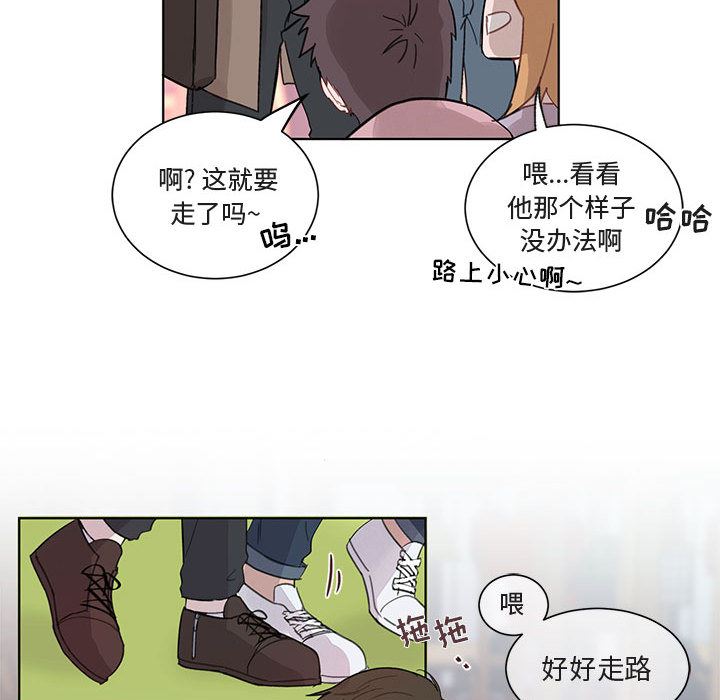 啊? 这就要
走了吗~
呜...
喂...看看
他那个样子
没办法啊
哈哈
路上小心啊~
喂
拖拖
好好走路